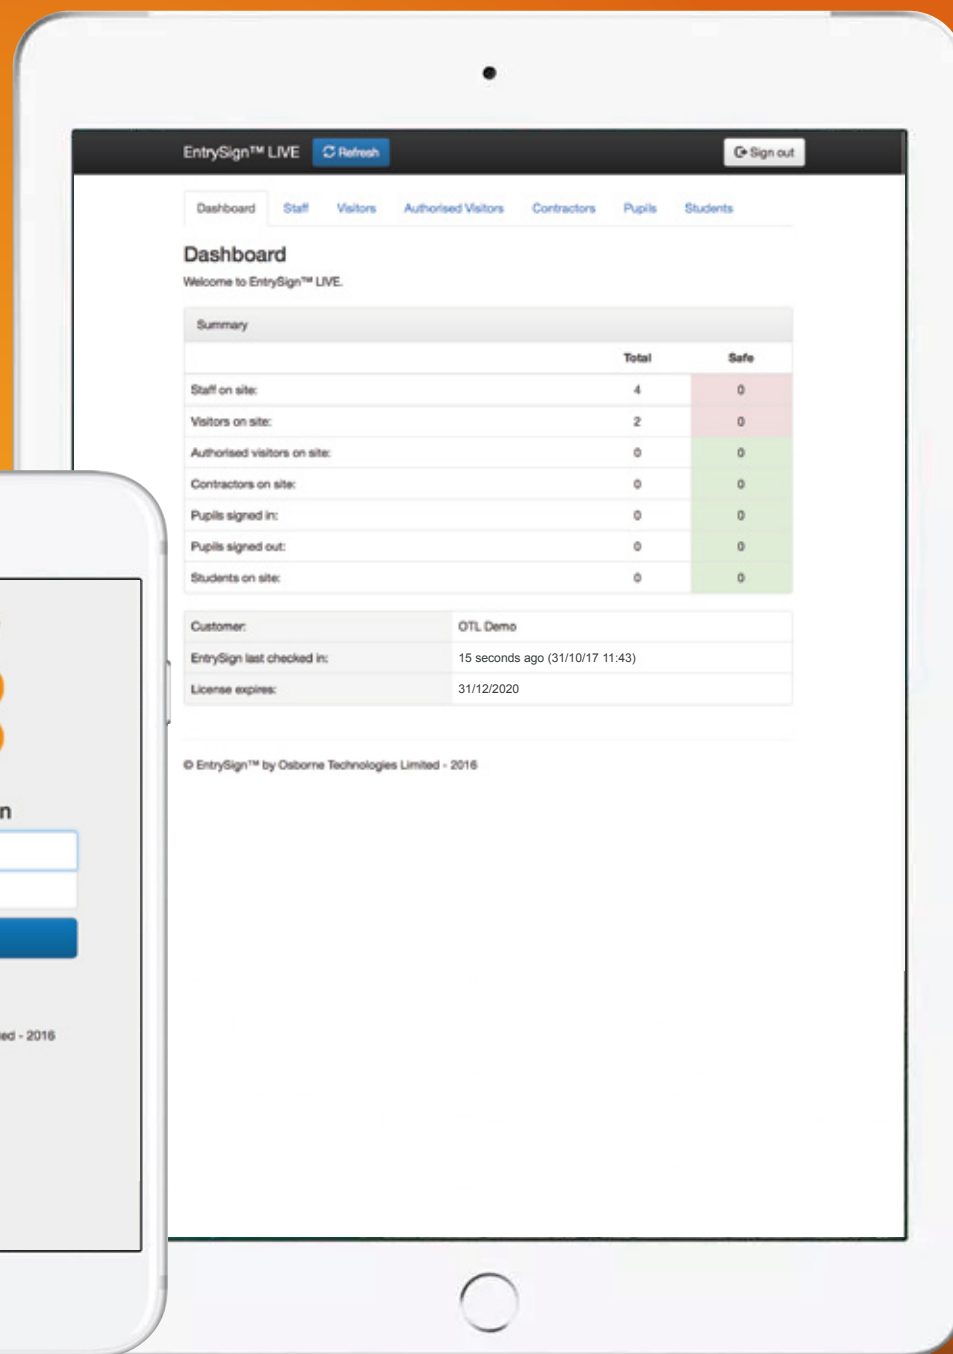 EntrySign™ LIVE Refresh Sign out
Dashboard Staff Visitors Authorised Visitors Contractors Pupils Students
Dashboard
Welcome to EntrySign™ LIVE.
Summary
Total Safe
Staff on site: 4 0
Visitors on site: 2 0
Authorised visitors on site: 0 0
Contractors on site: 0 0
Pupils signed in: 0 0
Pupils signed out: 0 0
Students on site: 0 0
Customer: OTL Demo
EntrySign last checked in: 15 seconds ago (31/10/17 11:43)
License expires: 31/12/2020
© EntrySign™ by Osborne Technologies Limited - 2016
n
ed - 2016